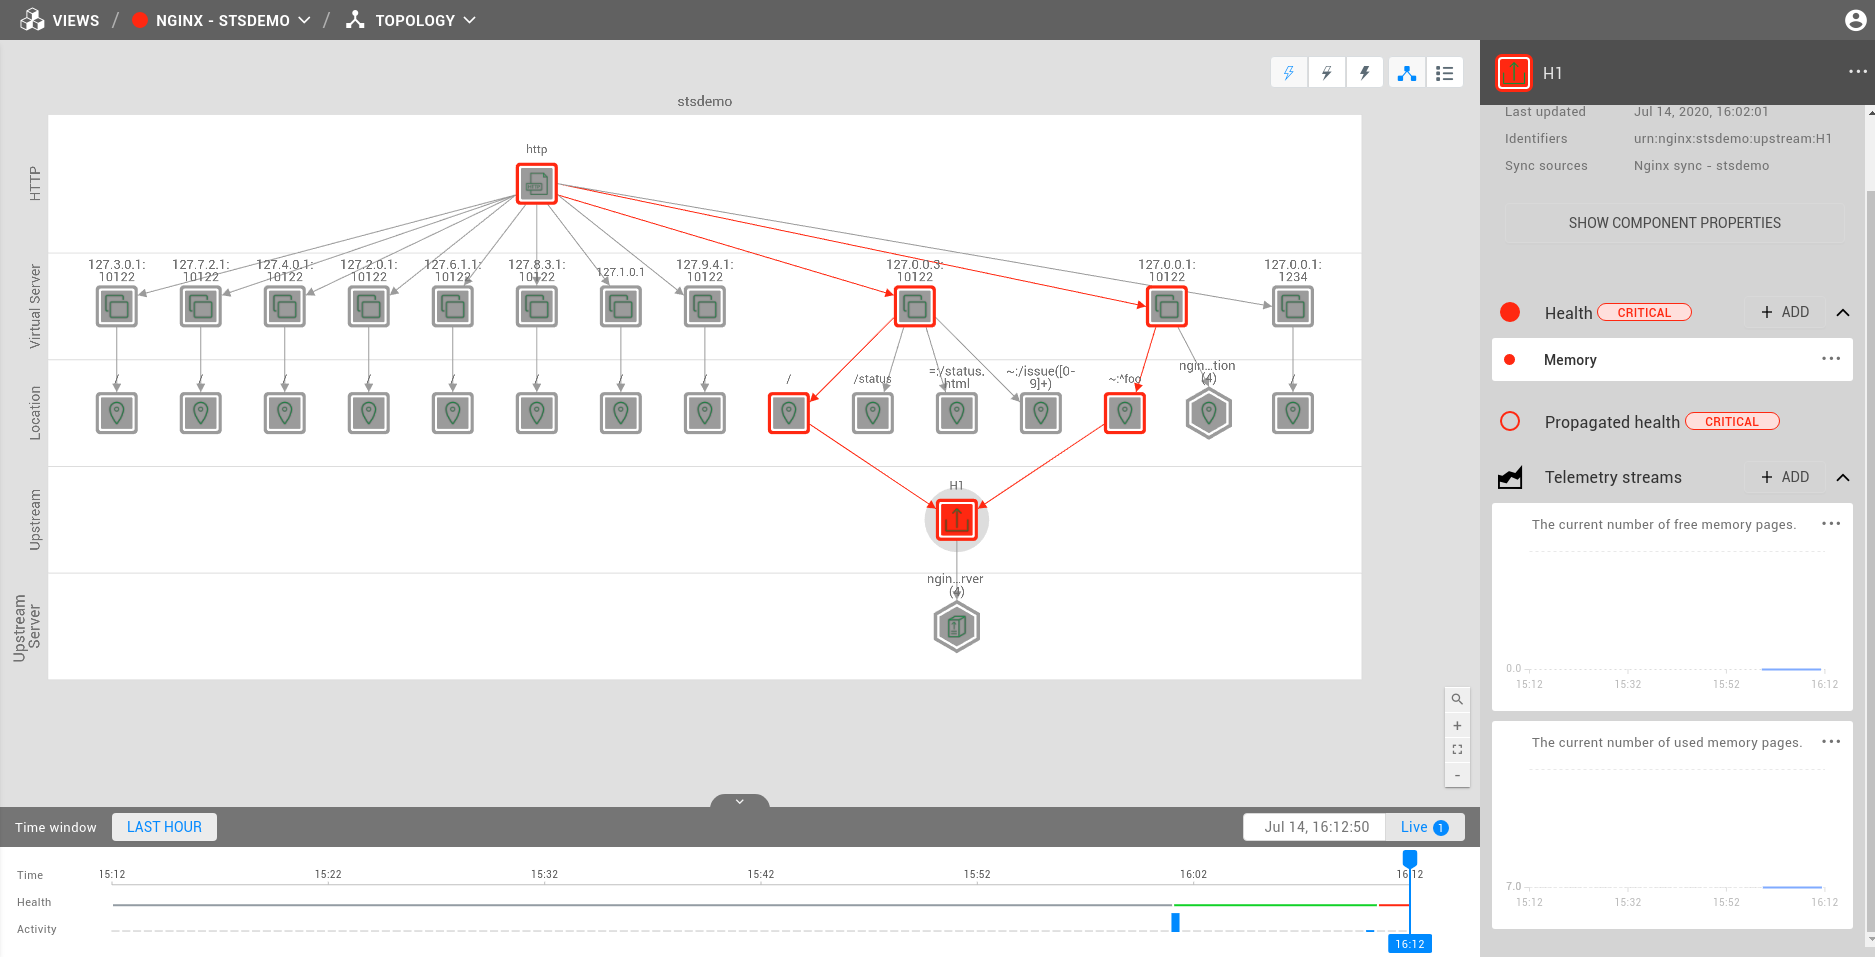 VIEWS / NGINX - STSDEMO / TOPOLOGY
stsdemo
HTTP
http
Virtual Server
127.3.0.1:
10122
127.7.2.1:
10122
127.4.0.1:
10122
127.2.0.1:
10122
127.6.1.1:
10122
127.8.3.1:
10122
127.1.0.1
127.9.4.1:
10122
127.0.0.3:
10122
127.0.0.1:
10122
127.0.0.1:
1234
Location
/
/
/
/
/
/
/
/
/
/status
=:/status.
html
~:/issue([0-
9]+)
~:^foo
ngin...tion
(4)
/
Upstream
H1
Upstream
Server
ngin...rver
(4)
+
-
Time window
LAST HOUR
Jul 14, 16:12:50
Live 1
Time
15:12 15:22 15:32 15:42 15:52 16:02 16:12
Health
Activity
16:12
H1
Last updated Jul 14, 2020, 16:02:01
Identifiers urn:nginx:stsdemo:upstream:H1
Sync sources Nginx sync - stsdemo
SHOW COMPONENT PROPERTIES
Health CRITICAL + ADD
Memory
Propagated health CRITICAL
Telemetry streams + ADD
The current number of free memory pages.
0.0
15:12 15:32 15:52 16:12
The current number of used memory pages.
7.0
15:12 15:32 15:52 16:12